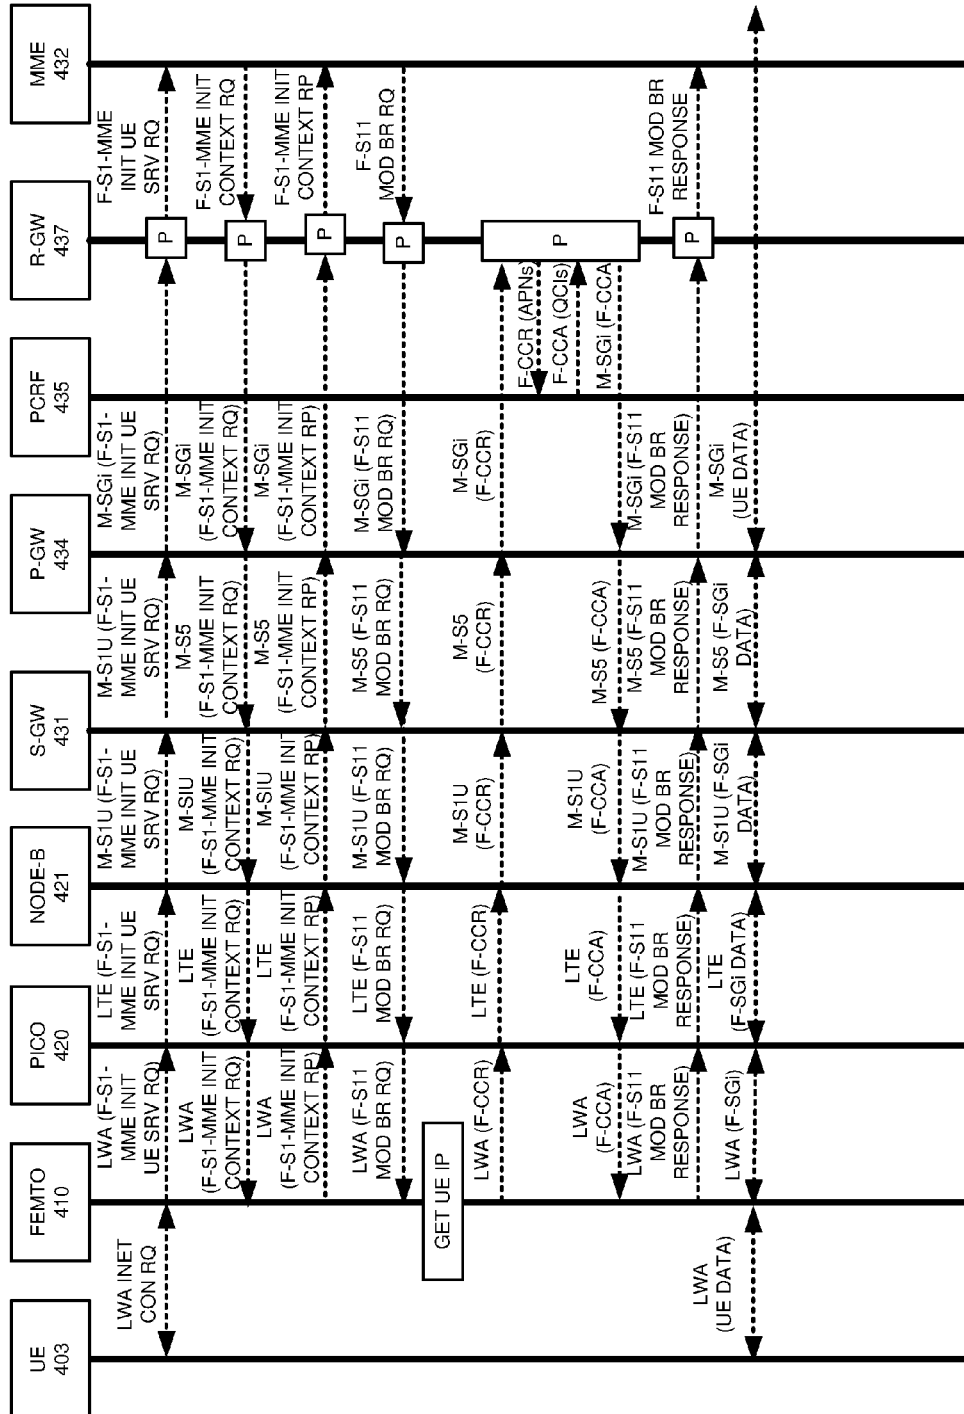 UE
403
FEMTO
410
PICO
420
NODE-B
421
S-GW
431
P-GW
434
PCRF
435
R-GW
437
MME
432
LWA INET
CON RQ
LWA (F-S1-
MME INIT
UE SRV RQ)
LTE (F-S1-
MME INIT UE
SRV RQ)
M-S1U (F-S1-
MME INIT UE
SRV RQ)
M-S1U (F-S1-
MME INIT UE
SRV RQ)
M-SGi (F-S1-
MME INIT UE
SRV RQ)
P
F-S1-MME
INIT UE
SRV RQ
LWA
(F-S1-MME INIT
CONTEXT RQ)
LTE
(F-S1-MME INIT
CONTEXT RQ)
M-SIU
(F-S1-MME INIT
CONTEXT RQ)
M-S5
(F-S1-MME INIT
CONTEXT RQ)
M-SGi
(F-S1-MME INIT
CONTEXT RQ)
P
F-S1-MME INIT
CONTEXT RQ
LWA
(F-S1-MME INIT
CONTEXT RP)
LTE
(F-S1-MME INIT
CONTEXT RP)
M-SIU
(F-S1-MME INIT
CONTEXT RP)
M-S5
(F-S1-MME INIT
CONTEXT RP)
M-SGi
(F-S1-MME INIT
CONTEXT RP)
P
F-S1-MME INIT
CONTEXT RP
LWA (F-S11
MOD BR RQ)
LTE (F-S11
MOD BR RQ)
M-S1U (F-S11
MOD BR RQ)
M-S5 (F-S11
MOD BR RQ)
M-SGi (F-S11
MOD BR RQ)
P
F-S11
MOD BR RQ
GET UE IP
LWA (F-CCR)
LTE (F-CCR)
M-S1U
(F-CCR)
M-S5
(F-CCR)
M-SGi
(F-CCR)
P
F-CCR (APNs)
F-CCA (QCIs)
M-SGi (F-CCA
LWA
(F-CCA)
LTE
(F-CCA)
M-S1U
(F-CCA)
M-S5 (F-CCA)
LWA (F-S11
MOD BR
RESPONSE)
LTE (F-S11
MOD BR
RESPONSE)
M-S1U (F-S11
MOD BR
RESPONSE)
M-S5 (F-S11
MOD BR
RESPONSE)
M-SGi (F-S11
MOD BR
RESPONSE)
P
F-S11 MOD BR
RESPONSE
LWA
(UE DATA)
LWA (F-SGi)
LTE
(F-SGi DATA)
M-S1U (F-SGi
DATA)
M-S5 (F-SGi
DATA)
M-SGi
(UE DATA)